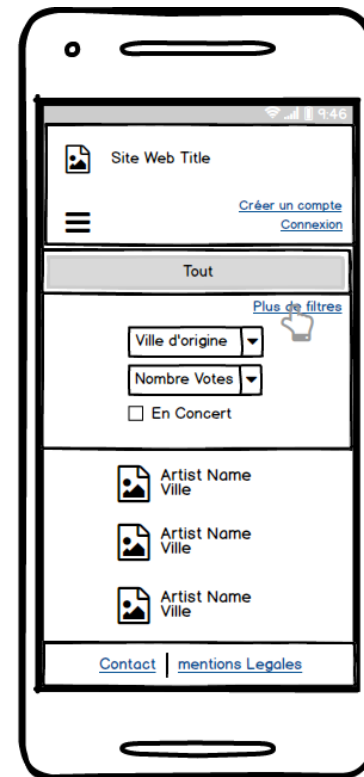 9:46
Site Web Title
Créer un compte
Connexion
Tout
Plus de filtres
Ville d'origine
Nombre Votes
En Concert
Artist Name
Ville
Artist Name
Ville
Artist Name
Ville
Contact mentions Legales